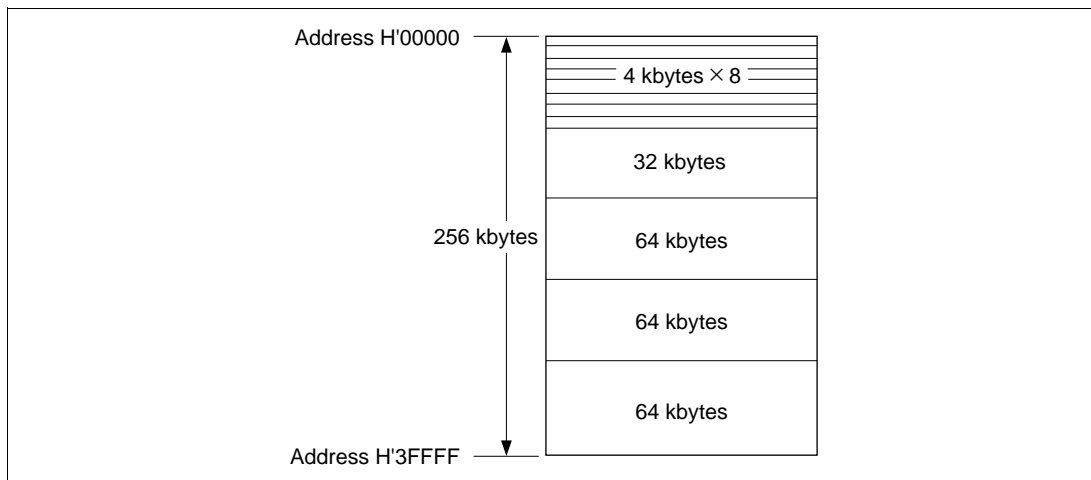 Address H'00000
4 kbytes × 8
32 kbytes
256 kbytes
64 kbytes
64 kbytes
64 kbytes
Address H'3FFFF